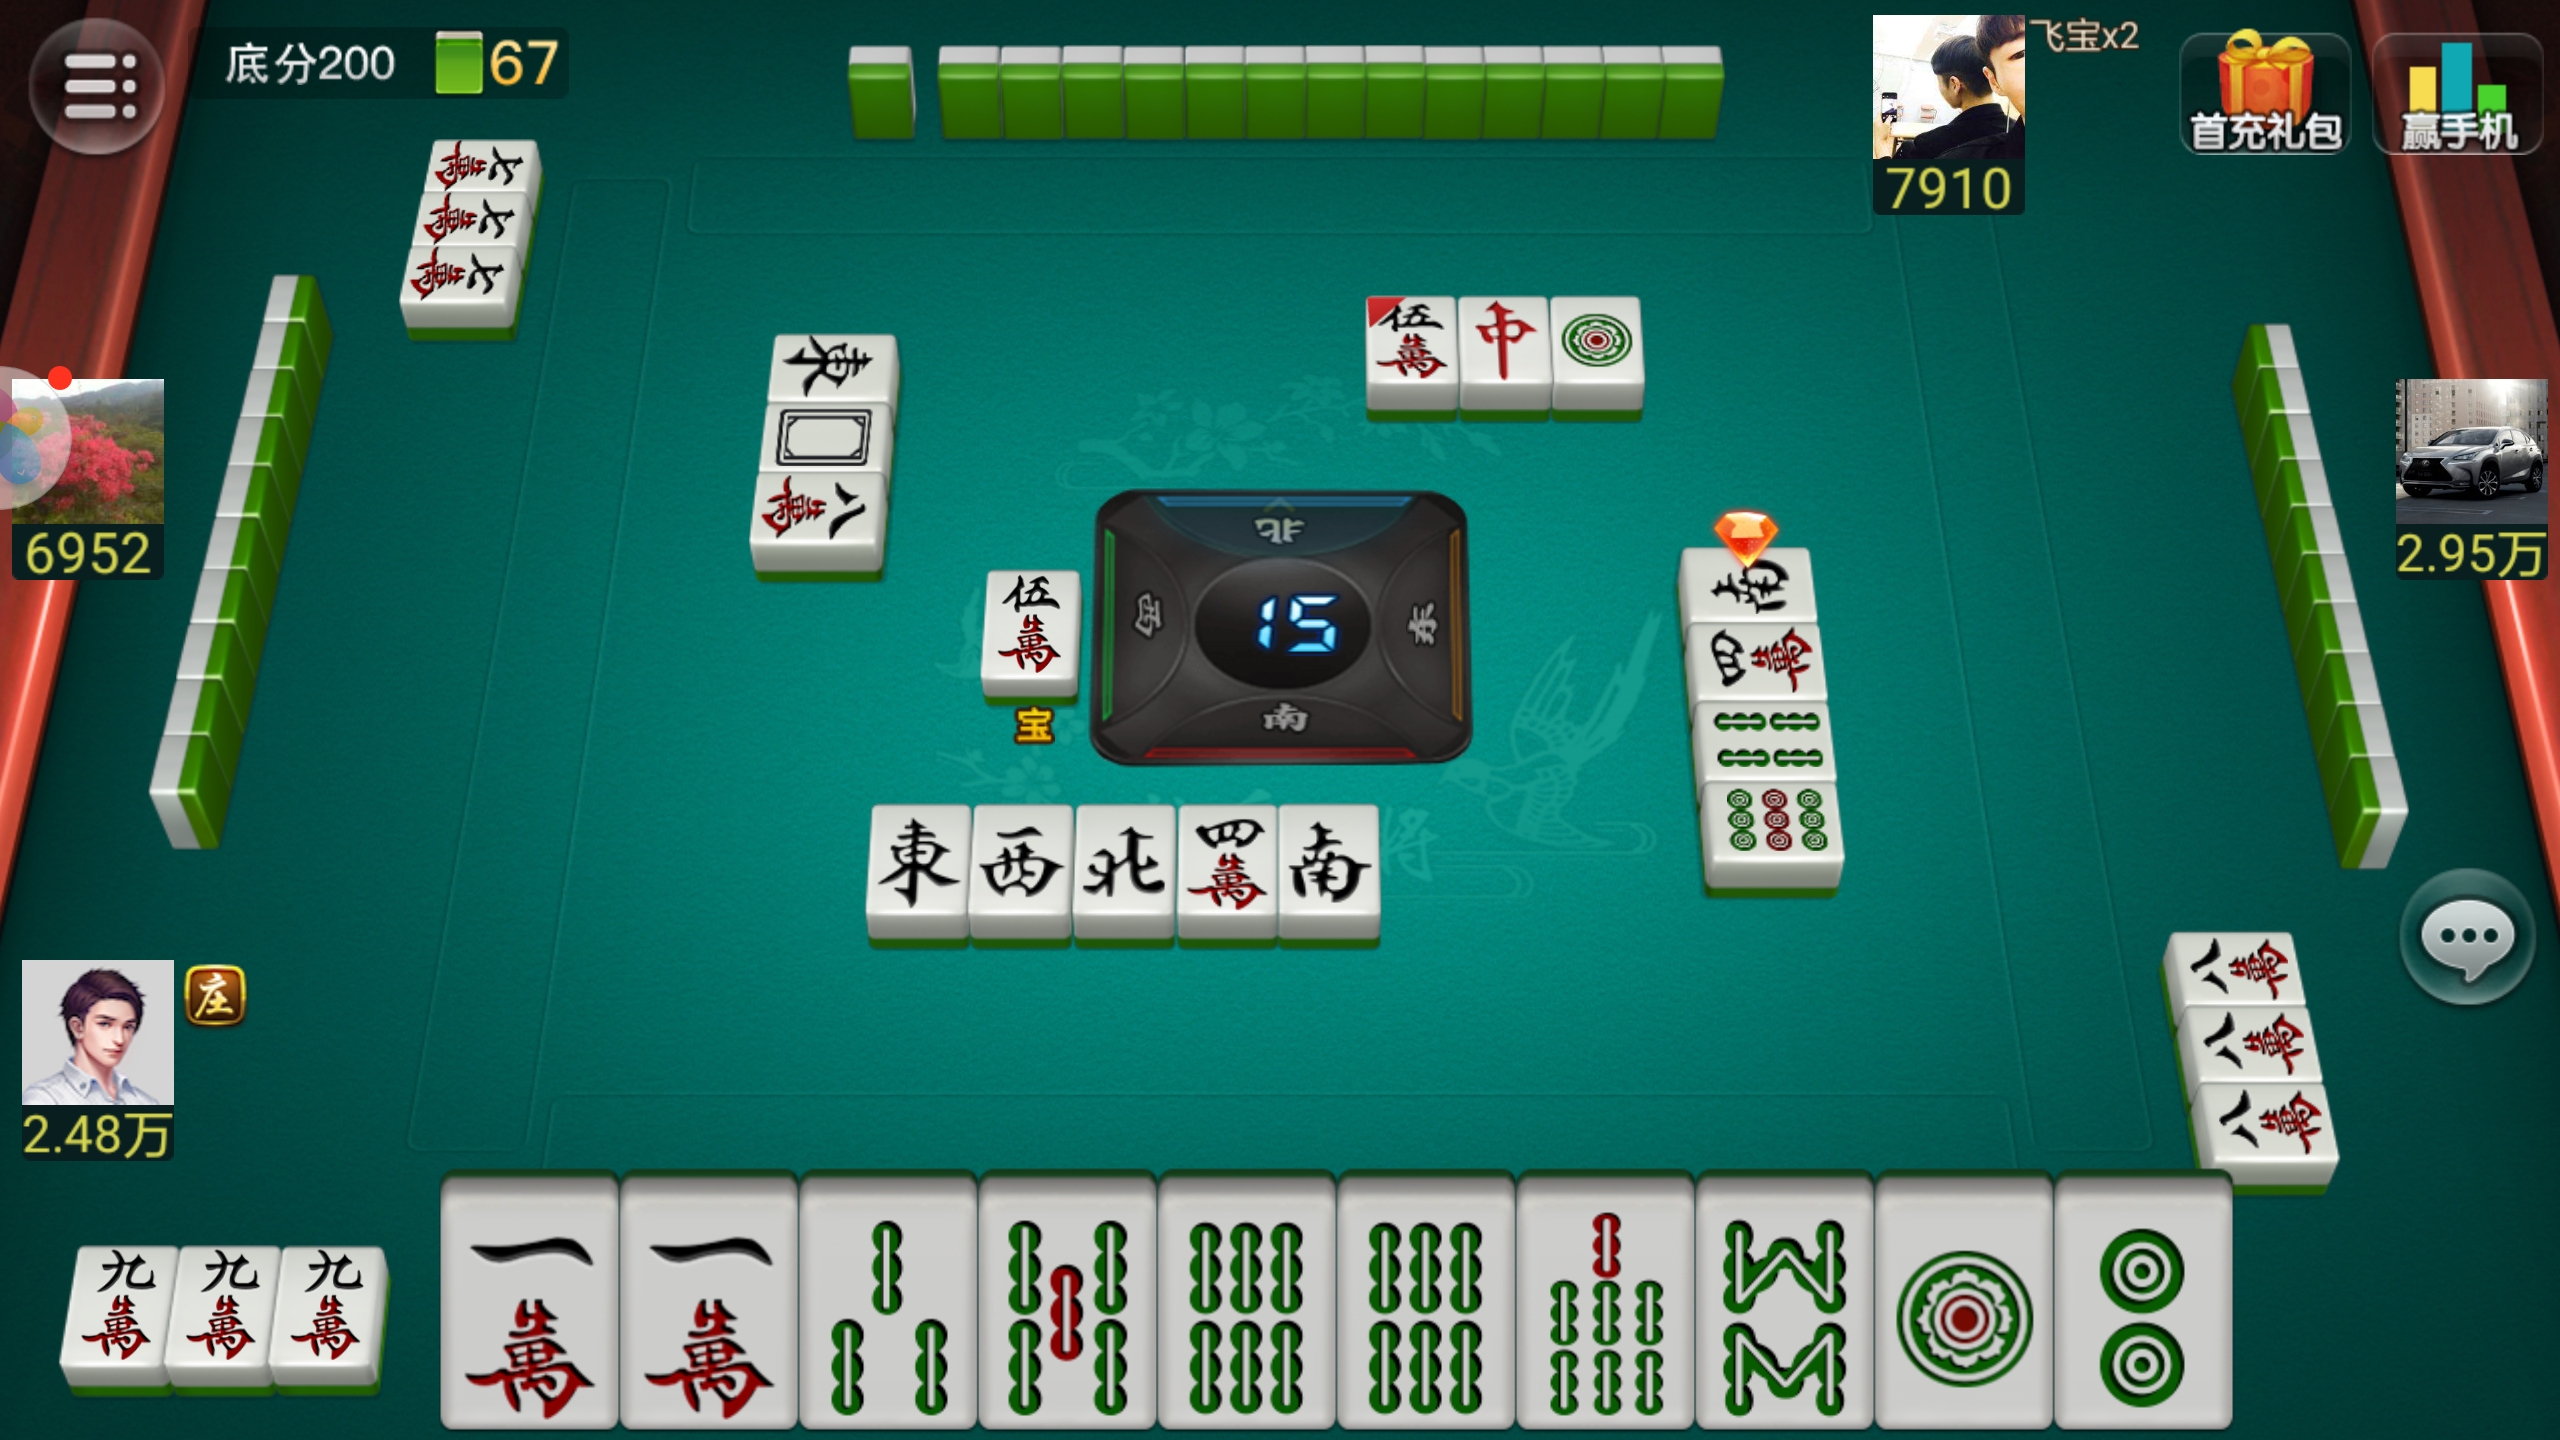 底分200 67
飞宝x2
首充礼包
赢手机
7910
七萬
七萬
七萬
伍萬 中
東
八萬
6952
2.95万
伍萬
宝
北
西
东
南
15
南
四萬
東 西 北 四萬 南
庄
2.48万
八萬
八萬
八萬
九萬 九萬 九萬
一萬 一萬